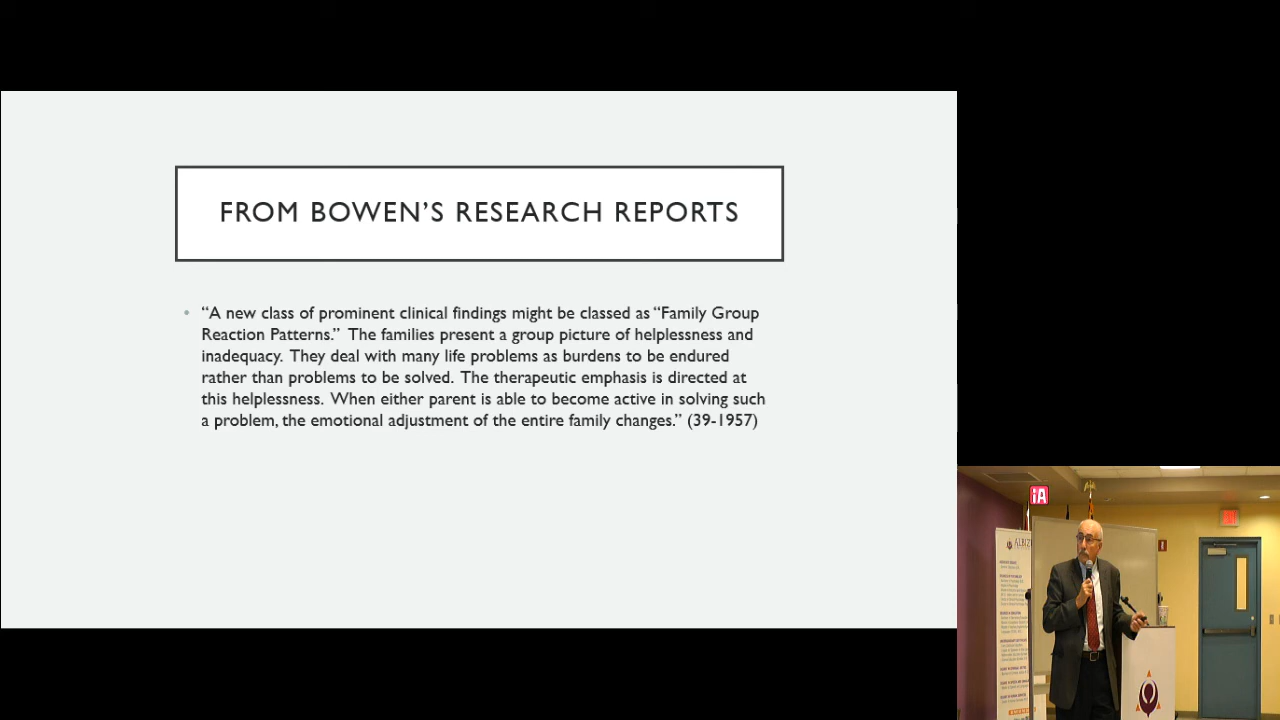 FROM BOWEN’S RESEARCH REPORTS
• “A new class of prominent clinical findings might be classed as “Family Group
Reaction Patterns.”  The families present a group picture of helplessness and
inadequacy.  They deal with many life problems as burdens to be endured
rather than problems to be solved.  The therapeutic emphasis is directed at
this helplessness.  When either parent is able to become active in solving such
a problem, the emotional adjustment of the entire family changes.” (39-1957)
iA